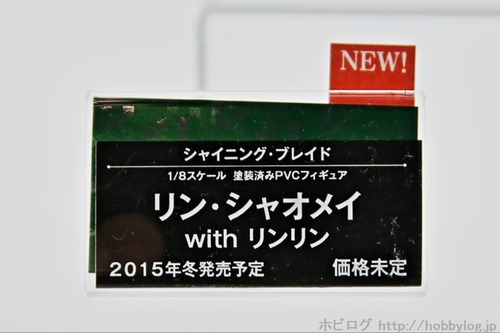 NEW!
シャイニング・ブレイド
1/8スケール 塗装済みPVCフィギュア
リン・シャオメイ
with リンリン
2015年冬発売予定 価格未定
ホビログ http://hobbylog.jp